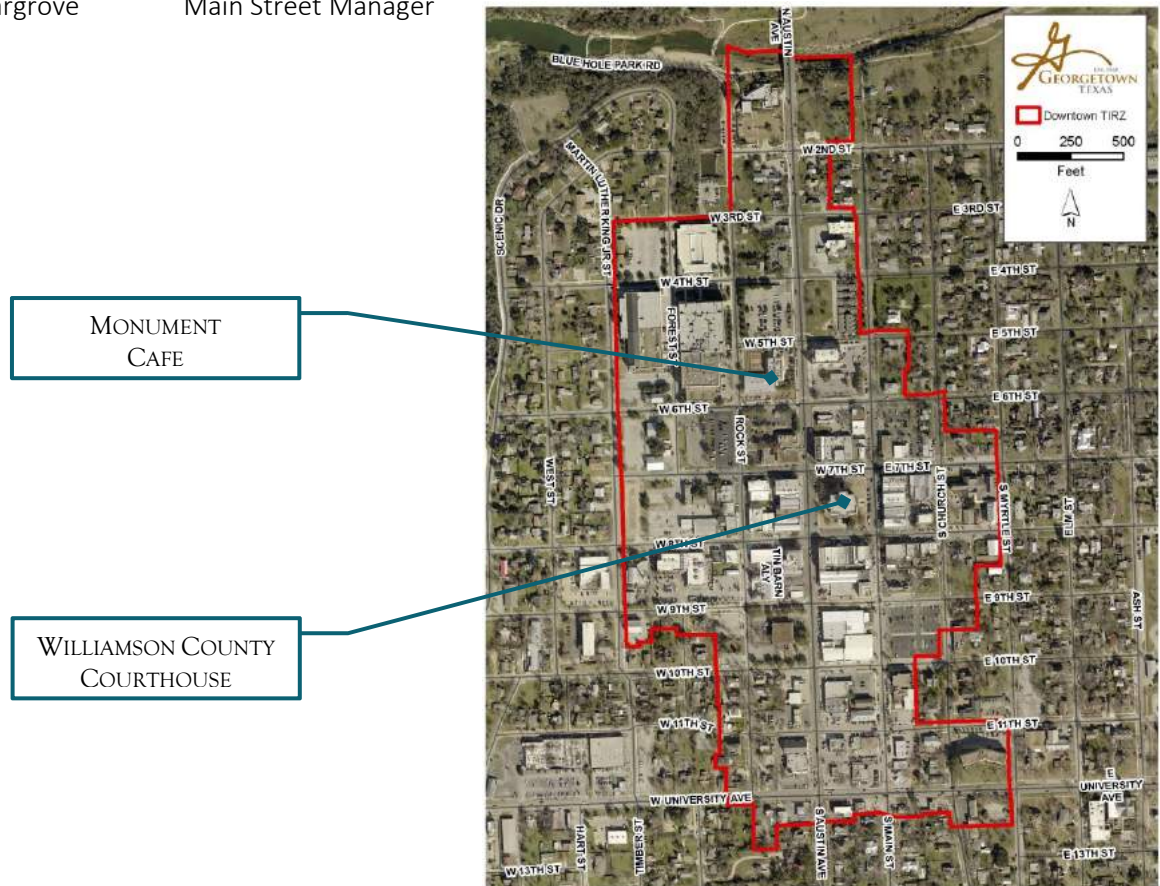 rgrove Main Street Manager
MONUMENT
CAFE
WILLIAMSON COUNTY
COURTHOUSE
GEORGETOWN
TEXAS
Downtown TIRZ
0 250 500
Feet
N
N AUSTIN
AVE
BLUE HOLE PARK RD
W 2ND ST
MARTIN LUTHER KING JR ST
SCENIC DR
W 3RD ST
E 3RD ST
W 4TH ST
E 4TH ST
FOREST ST
W 5TH ST
E 5TH ST
W 6TH ST
E 6TH ST
ROCK ST
W 7TH ST
E 7TH ST
WEST ST
S CHURCH ST
S MYRTLE ST
ELM ST
W 8TH ST
TIN BARN
ALY
W 9TH ST
E 9TH ST
ASH ST
W 10TH ST
E 10TH ST
W 11TH ST
E 11TH ST
W UNIVERSITY AVE
E
UNIVERSITY
AVE
S AUSTIN
AVE
S MAIN ST
HART ST
TIMBER ST
W 13TH ST
E 13TH ST